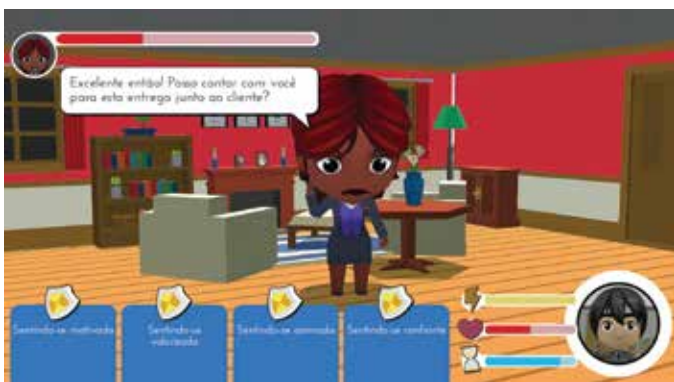 Excelente então! Posso contar com você
para esta entrega junto ao cliente?
Sentindo-se motivado
Sentindo-se
valorizado
Sentindo-se animado
Sentindo-se confiante